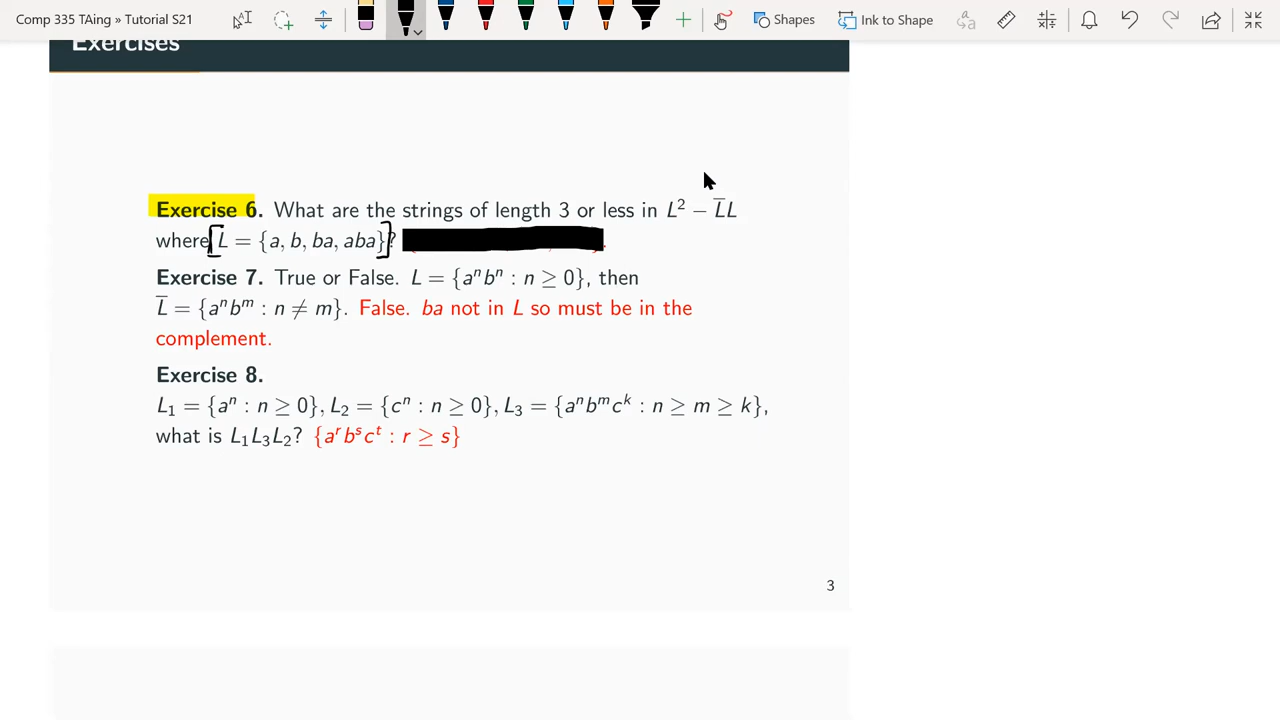 Comp 335 TAing » Tutorial S21
Shapes
Ink to Shape
Exercises
Exercise 6. What are the strings of length 3 or less in L² − L̅L
where L = {a, b, ba, aba}?
Exercise 7. True or False. L = {aⁿbⁿ : n ≥ 0}, then
L̅ = {aⁿbᵐ : n ≠ m}. False. ba not in L so must be in the
complement.
Exercise 8.
L₁ = {aⁿ : n ≥ 0}, L₂ = {cⁿ : n ≥ 0}, L₃ = {aⁿbᵐcᵏ : n ≥ m ≥ k},
what is L₁L₃L₂? {aʳbˢcᵗ : r ≥ s}
3